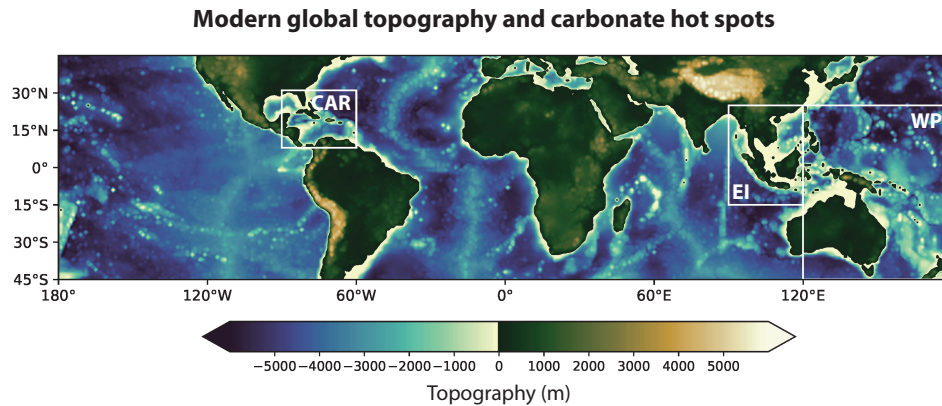 Modern global topography and carbonate hot spots
30°N
15°N
0°
15°S
30°S
45°S
CAR
WP
EI
180° 120°W 60°W 0° 60°E 120°E
−5000 −4000 −3000 −2000 −1000 0 1000 2000 3000 4000 5000
Topography (m)